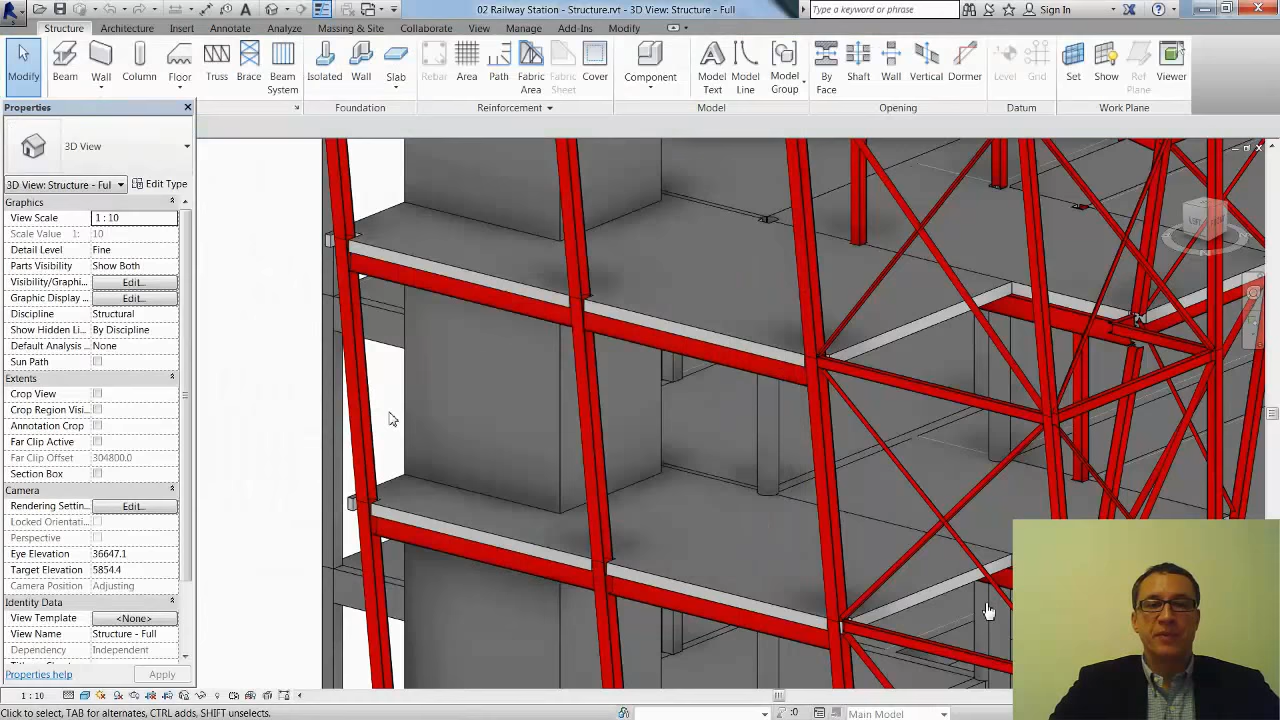 02 Railway Station - Structure.rvt - 3D View: Structure - Full
Type a keyword or phrase
Sign In
Structure Architecture Insert Annotate Analyze Massing & Site Collaborate View Manage Add-Ins Modify
Modify
Beam
Wall
Column
Floor
Truss
Brace
Beam System
Isolated
Wall
Slab
Rebar
Area
Path
Fabric Area
Fabric Sheet
Cover
Component
Model Text
Model Line
Model Group
By Face
Shaft
Wall
Vertical
Dormer
Level
Grid
Set
Show
Ref Plane
Viewer
Foundation
Reinforcement
Model
Opening
Datum
Work Plane
Properties
3D View
3D View: Structure - Ful
Edit Type
Graphics
View Scale 1 : 10
Scale Value 1: 10
Detail Level Fine
Parts Visibility Show Both
Visibility/Graphi... Edit...
Graphic Display ... Edit...
Discipline Structural
Show Hidden Li... By Discipline
Default Analysis ... None
Sun Path
Extents
Crop View
Crop Region Visi...
Annotation Crop
Far Clip Active
Far Clip Offset 304800.0
Section Box
Camera
Rendering Settin... Edit...
Locked Orientati...
Perspective
Eye Elevation 36647.1
Target Elevation 5854.4
Camera Position Adjusting
Identity Data
View Template <None>
View Name Structure - Full
Dependency Independent
Properties help
Apply
LEFT
1 : 10
Click to select, TAB for alternates, CTRL adds, SHIFT unselects.
:0
Main Model